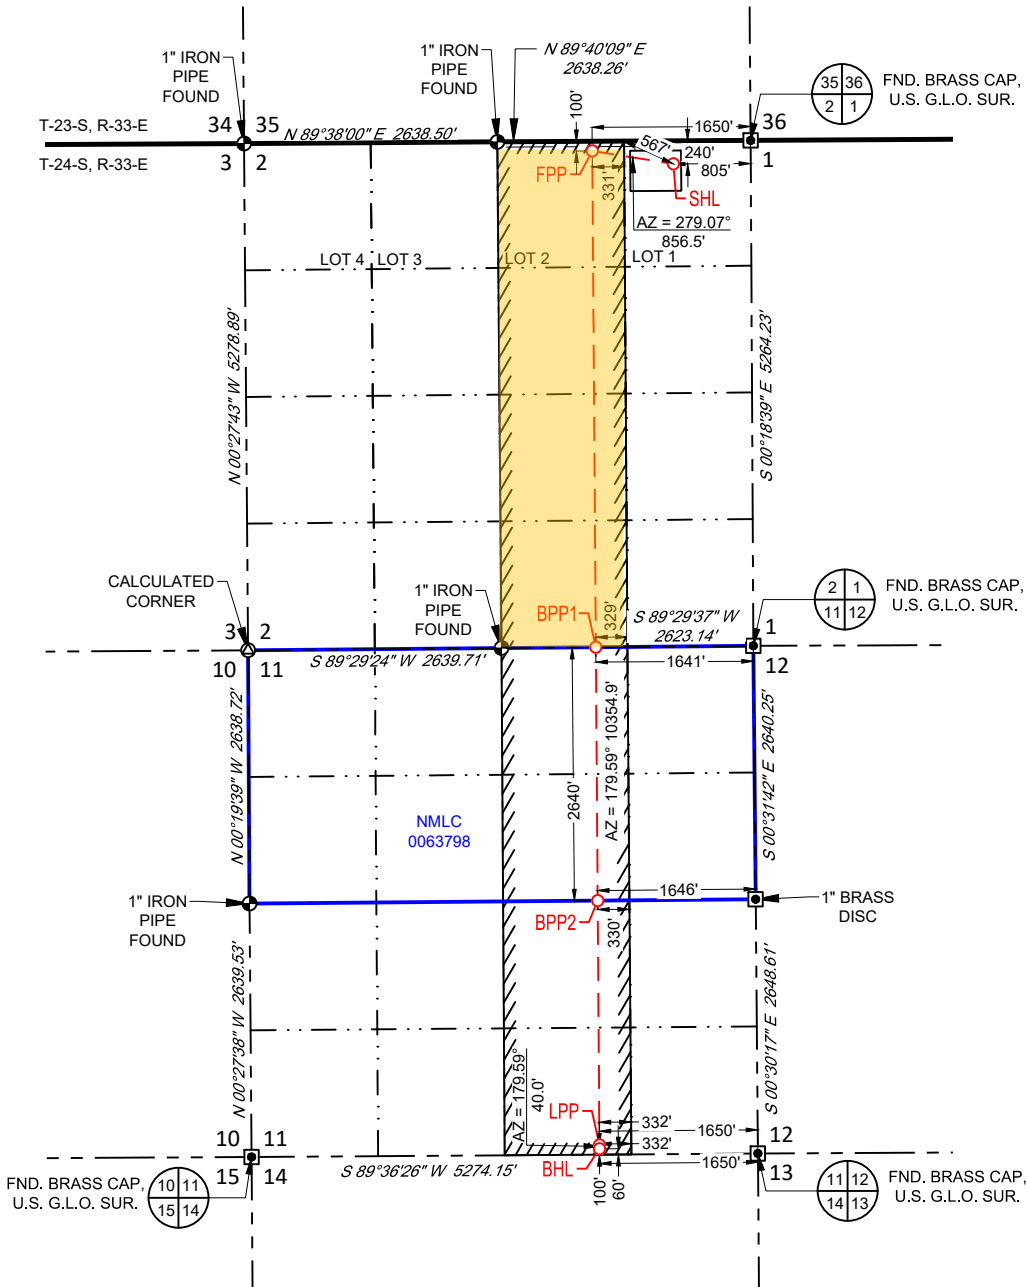 1" IRON
PIPE
FOUND
1" IRON
PIPE
FOUND
N 89°40'09" E
2638.26'
35 36
2 1
FND. BRASS CAP,
U.S. G.L.O. SUR.
T-23-S, R-33-E
34 35
N 89°38'00" E 2638.50'
100'
1650'
36
T-24-S, R-33-E
3 2
FPP
331'
567'
240'
805'
1
SHL
AZ = 279.07°
856.5'
LOT 4
LOT 3
LOT 2
LOT 1
N 00°27'43" W 5278.89'
S 00°18'39" E 5264.23'
CALCULATED
CORNER
1" IRON
PIPE
FOUND
BPP1
329'
S 89°29'37" W
2623.14'
2 1
11 12
FND. BRASS CAP,
U.S. G.L.O. SUR.
3 2
1
10 11
S 89°29'24" W 2639.71'
1641'
12
N 00°19'39" W 2638.72'
2640'
AZ = 179.59° 10354.9'
S 00°31'42" E 2640.25'
NMLC
0063798
1646'
1" IRON
PIPE
FOUND
BPP2
330'
1" BRASS
DISC
N 00°27'38" W 2639.53'
S 00°30'17" E 2648.61'
AZ = 179.59°
40.0'
LPP
332'
1650'
332'
1650'
BHL
100'
60'
10 11
12
15 14
13
S 89°36'26" W 5274.15'
FND. BRASS CAP,
U.S. G.L.O. SUR.
10 11
15 14
11 12
14 13
FND. BRASS CAP,
U.S. G.L.O. SUR.